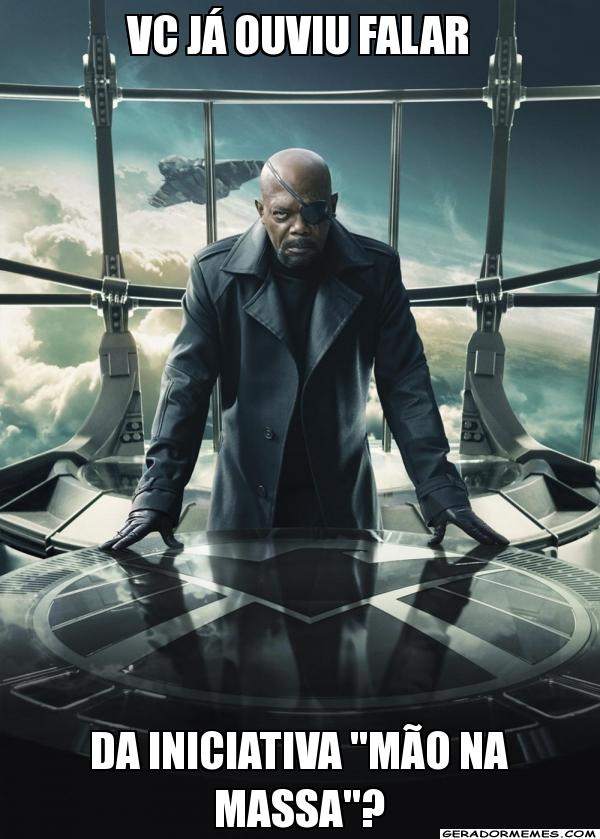 VC JÁ OUVIU FALAR
DA INICIATIVA "MÃO NA
MASSA"?
GERADORMEMES.COM